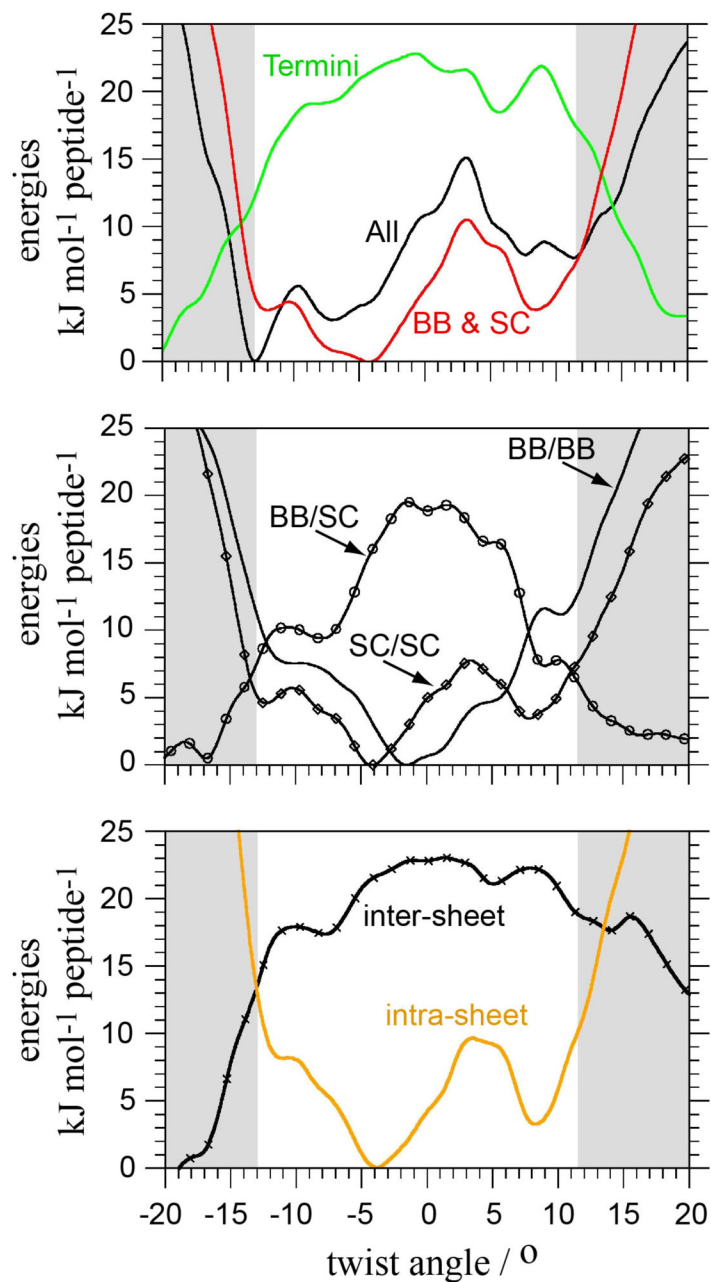 25
20
15
10
5
0
energies
kJ mol-1 peptide-1
Termini
All
BB & SC
25
20
15
10
5
0
energies
kJ mol-1 peptide-1
BB/BB
BB/SC
SC/SC
25
20
15
10
5
0
energies
kJ mol-1 peptide-1
inter-sheet
intra-sheet
-20 -15 -10 -5 0 5 10 15 20
twist angle / º